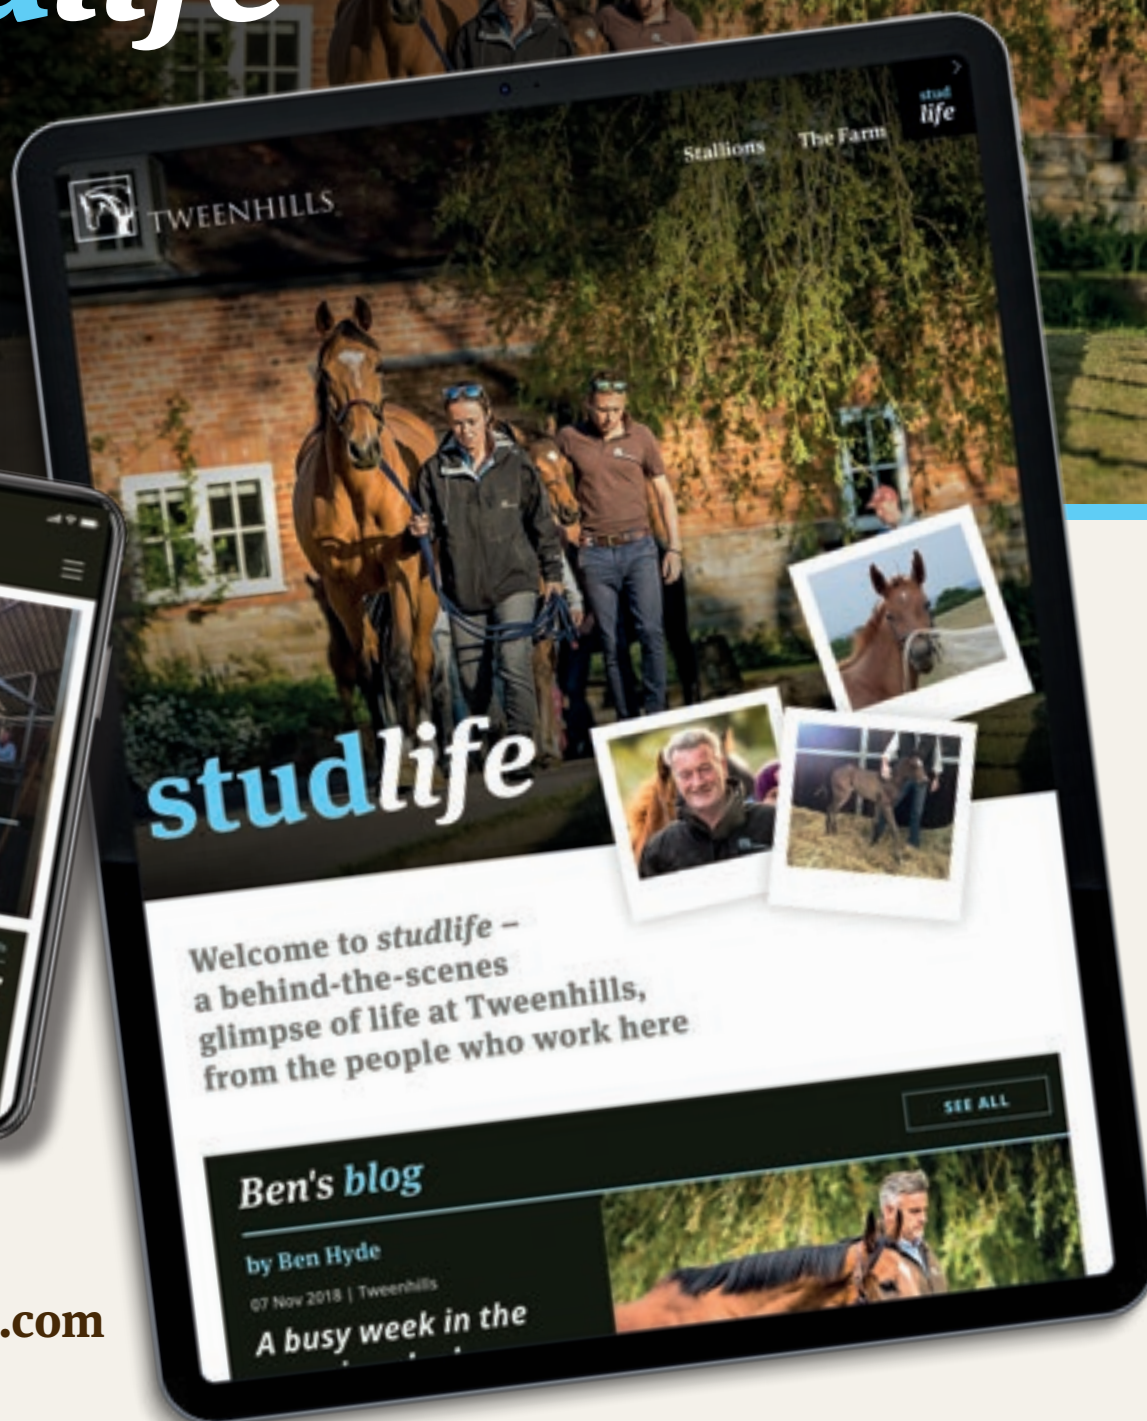 life
stud
life
Stallions The Farm
TWEENHILLS
studlife
Welcome to studlife –
a behind-the-scenes
glimpse of life at Tweenhills,
from the people who work here
SEE ALL
Ben's blog
by Ben Hyde
07 Nov 2018 | Tweenhills
A busy week in the
.com